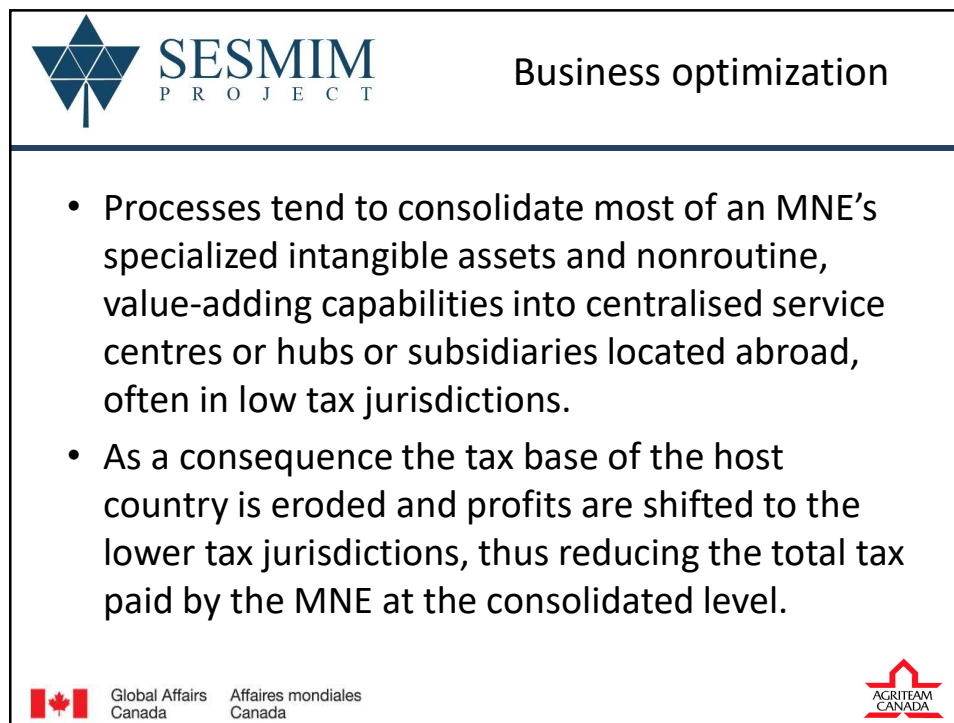 SESMIM
PROJECT
Business optimization
• Processes tend to consolidate most of an MNE’s
specialized intangible assets and nonroutine,
value-adding capabilities into centralised service
centres or hubs or subsidiaries located abroad,
often in low tax jurisdictions.
• As a consequence the tax base of the host
country is eroded and profits are shifted to the
lower tax jurisdictions, thus reducing the total tax
paid by the MNE at the consolidated level.
Global Affairs Affaires mondiales
Canada Canada
AGRITEAM
CANADA